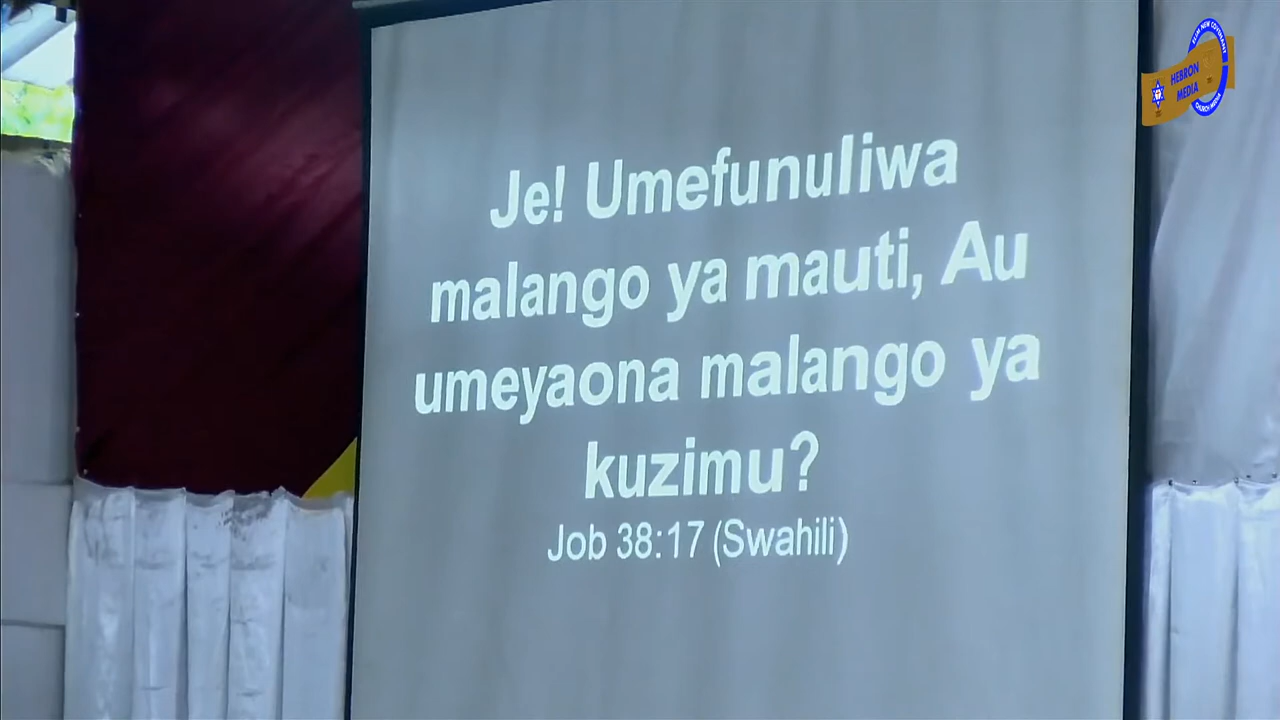 Je! Umefunuliwa
malango ya mauti, Au
umeyaona malango ya
kuzimu?
Job 38:17 (Swahili)
HEBRON
MEDIA